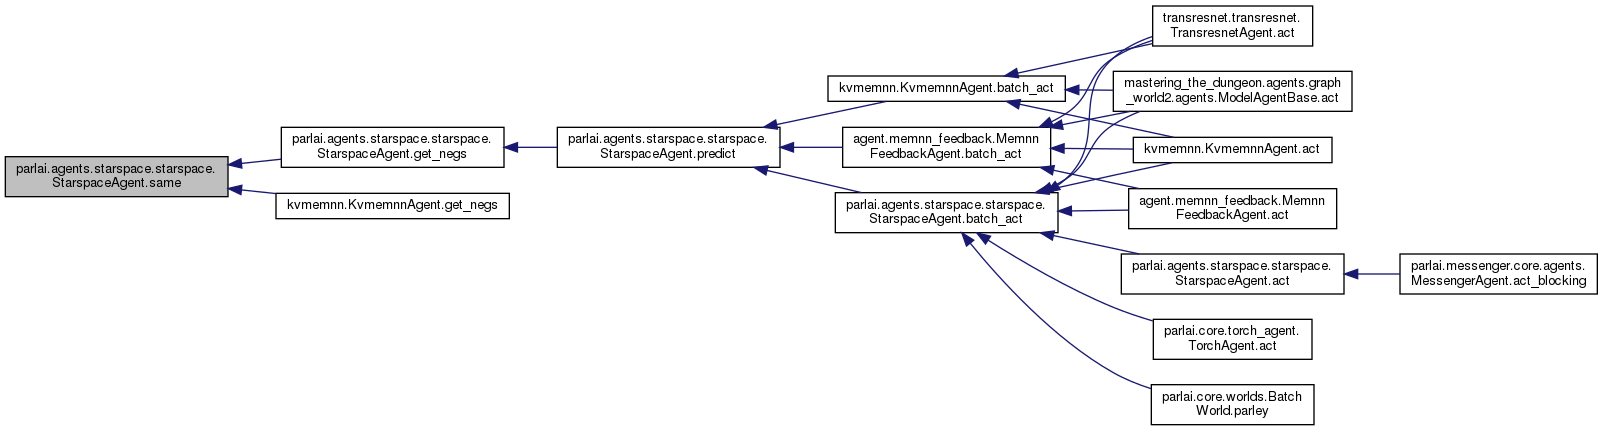 parlai.agents.starspace.starspace.
StarspaceAgent.same
parlai.agents.starspace.starspace.
StarspaceAgent.get_negs
kvmemnn.KvmemnnAgent.get_negs
parlai.agents.starspace.starspace.
StarspaceAgent.predict
kvmemnn.KvmemnnAgent.batch_act
agent.memnn_feedback.Memnn
FeedbackAgent.batch_act
parlai.agents.starspace.starspace.
StarspaceAgent.batch_act
transresnet.transresnet.
TransresnetAgent.act
mastering_the_dungeon.agents.graph
_world2.agents.ModelAgentBase.act
kvmemnn.KvmemnnAgent.act
agent.memnn_feedback.Memnn
FeedbackAgent.act
parlai.agents.starspace.starspace.
StarspaceAgent.act
parlai.core.torch_agent.
TorchAgent.act
parlai.core.worlds.Batch
World.parley
parlai.messenger.core.agents.
MessengerAgent.act_blocking